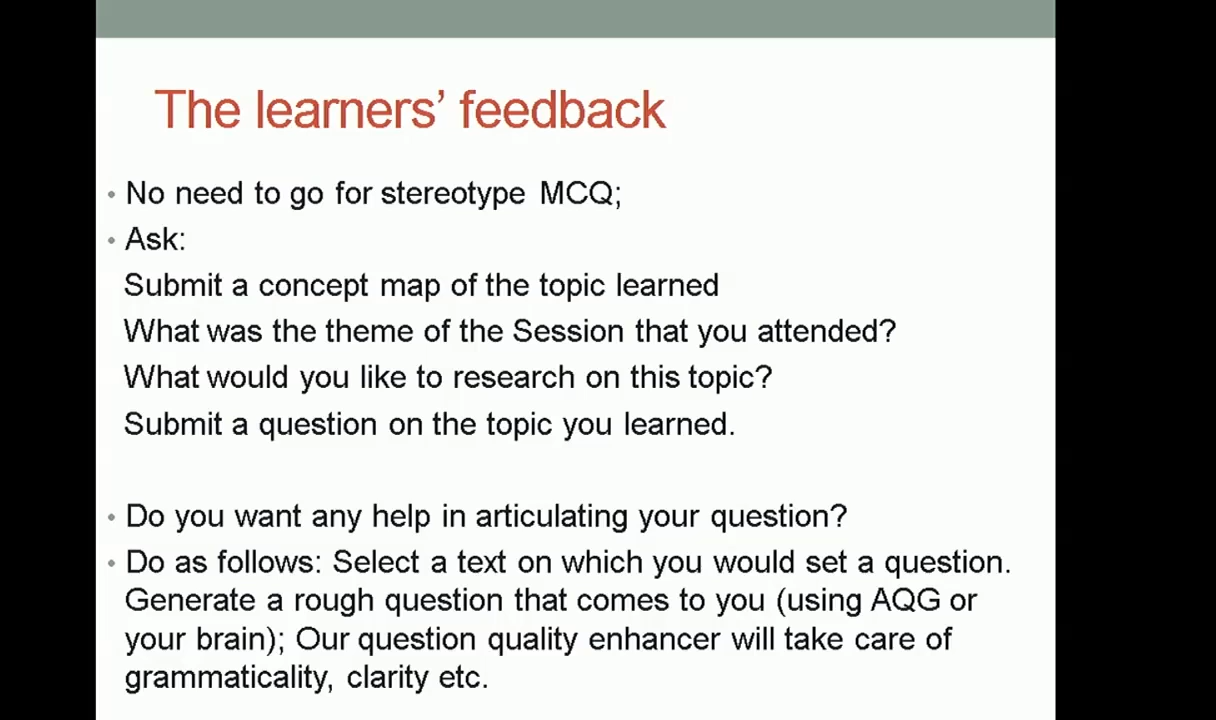 The learners’ feedback
• No need to go for stereotype MCQ;
• Ask:
Submit a concept map of the topic learned
What was the theme of the Session that you attended?
What would you like to research on this topic?
Submit a question on the topic you learned.
• Do you want any help in articulating your question?
• Do as follows: Select a text on which you would set a question.
Generate a rough question that comes to you (using AQG or
your brain); Our question quality enhancer will take care of
grammaticality, clarity etc.